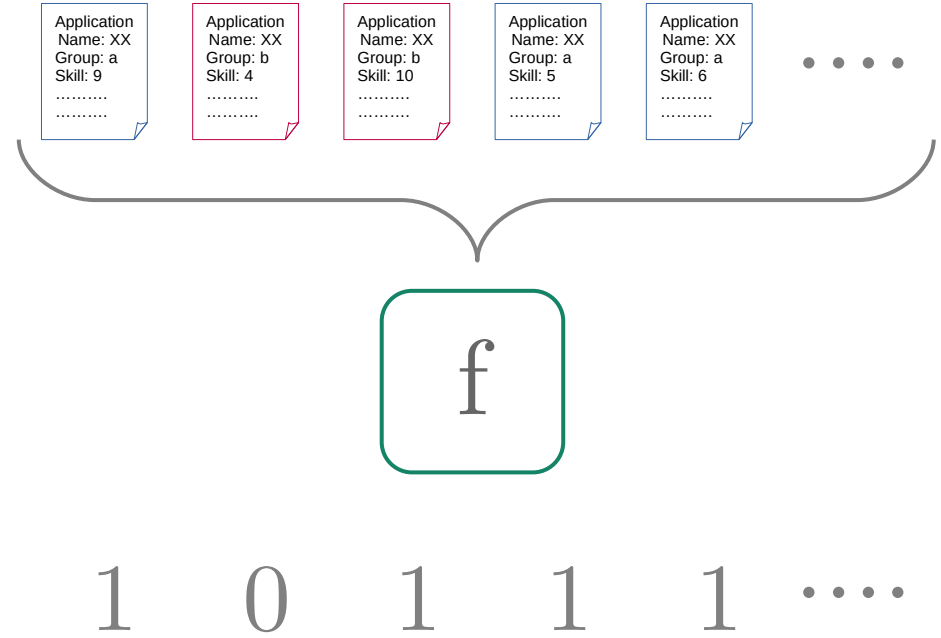 Application
Name: XX
Group: a
Skill: 9
……….
……….
Application
Name: XX
Group: b
Skill: 4
……….
……….
Application
Name: XX
Group: b
Skill: 10
……….
……….
Application
Name: XX
Group: a
Skill: 5
……….
……….
Application
Name: XX
Group: a
Skill: 6
……….
……….
f
1 0 1 1 1